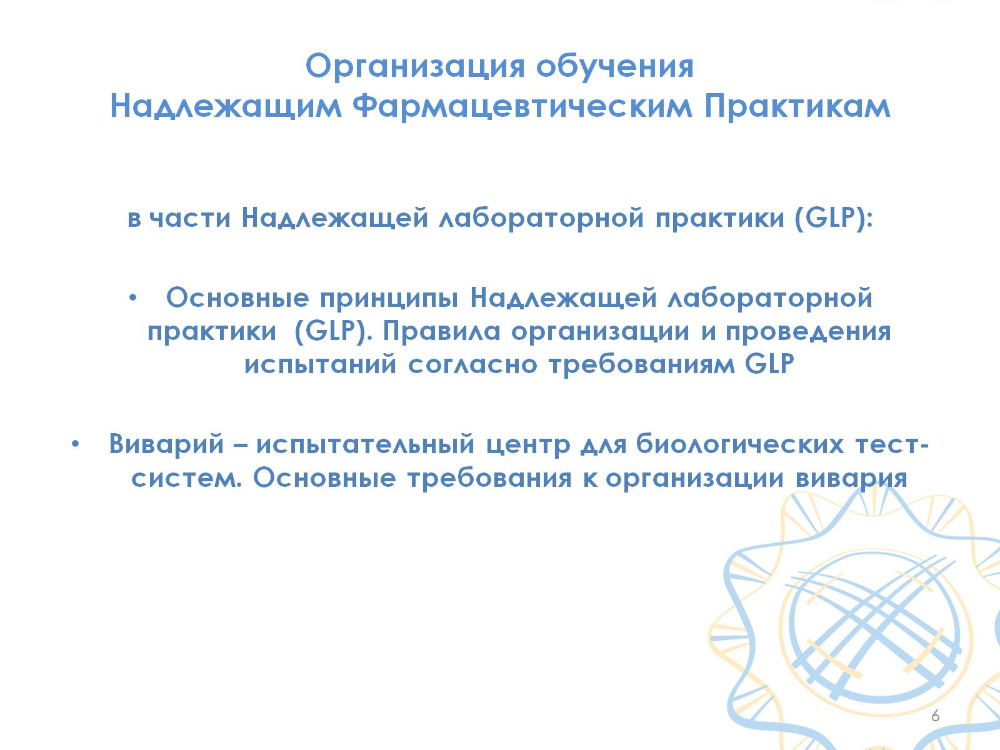 Организация обучения
Надлежащим Фармацевтическим Практикам
в части Надлежащей лабораторной практики (GLP):
• Основные принципы Надлежащей лабораторной
практики (GLP). Правила организации и проведения
испытаний согласно требованиям GLP
• Виварий – испытательный центр для биологических тест-
систем. Основные требования к организации вивария
6